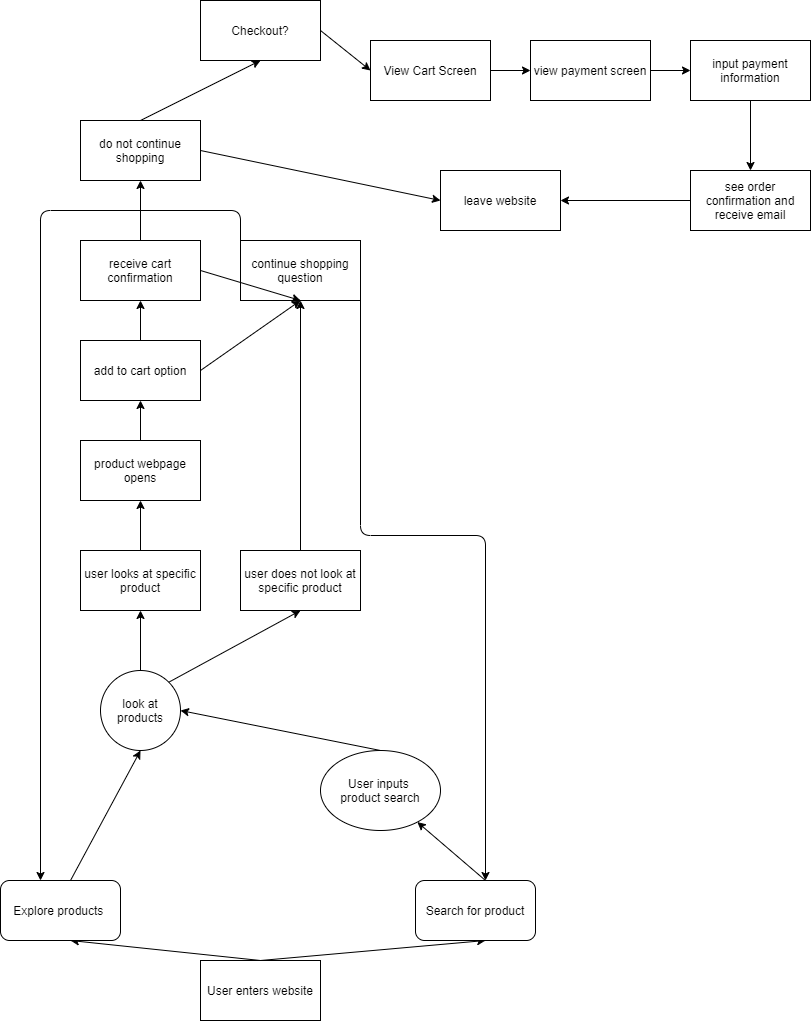 Checkout?
View Cart Screen
view payment screen
input payment
information
do not continue
shopping
leave website
see order
confirmation and
receive email
receive cart
confirmation
continue shopping
question
add to cart option
product webpage
opens
user looks at specific
product
user does not look at
specific product
look at
products
User inputs
product search
Explore products
Search for product
User enters website